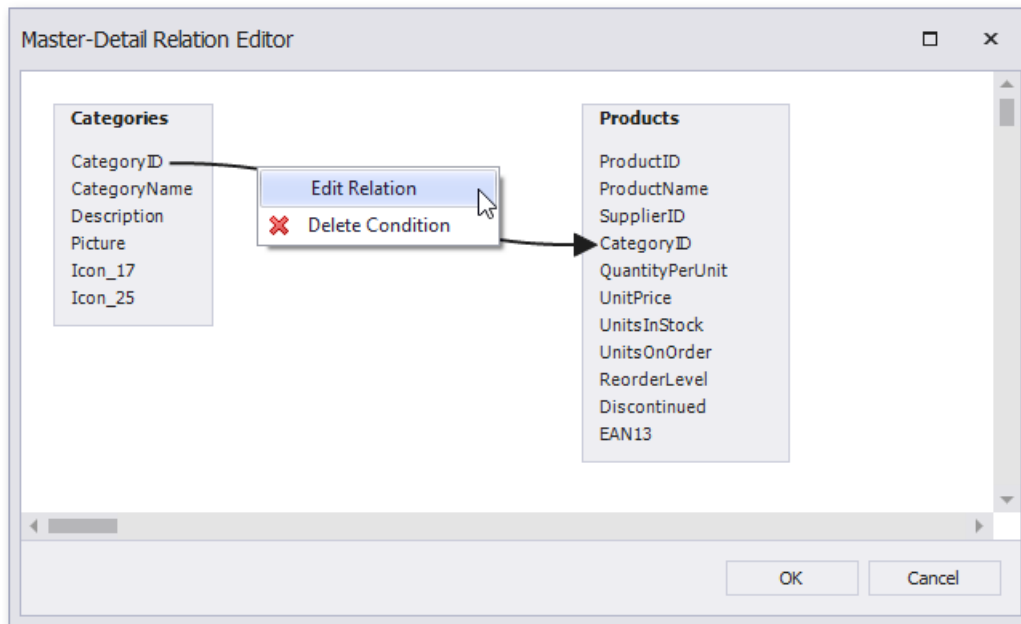 Master-Detail Relation Editor
Categories
CategoryID
CategoryName
Description
Picture
Icon_17
Icon_25
Edit Relation
Delete Condition
Products
ProductID
ProductName
SupplierID
CategoryID
QuantityPerUnit
UnitPrice
UnitsInStock
UnitsOnOrder
ReorderLevel
Discontinued
EAN13
OK
Cancel